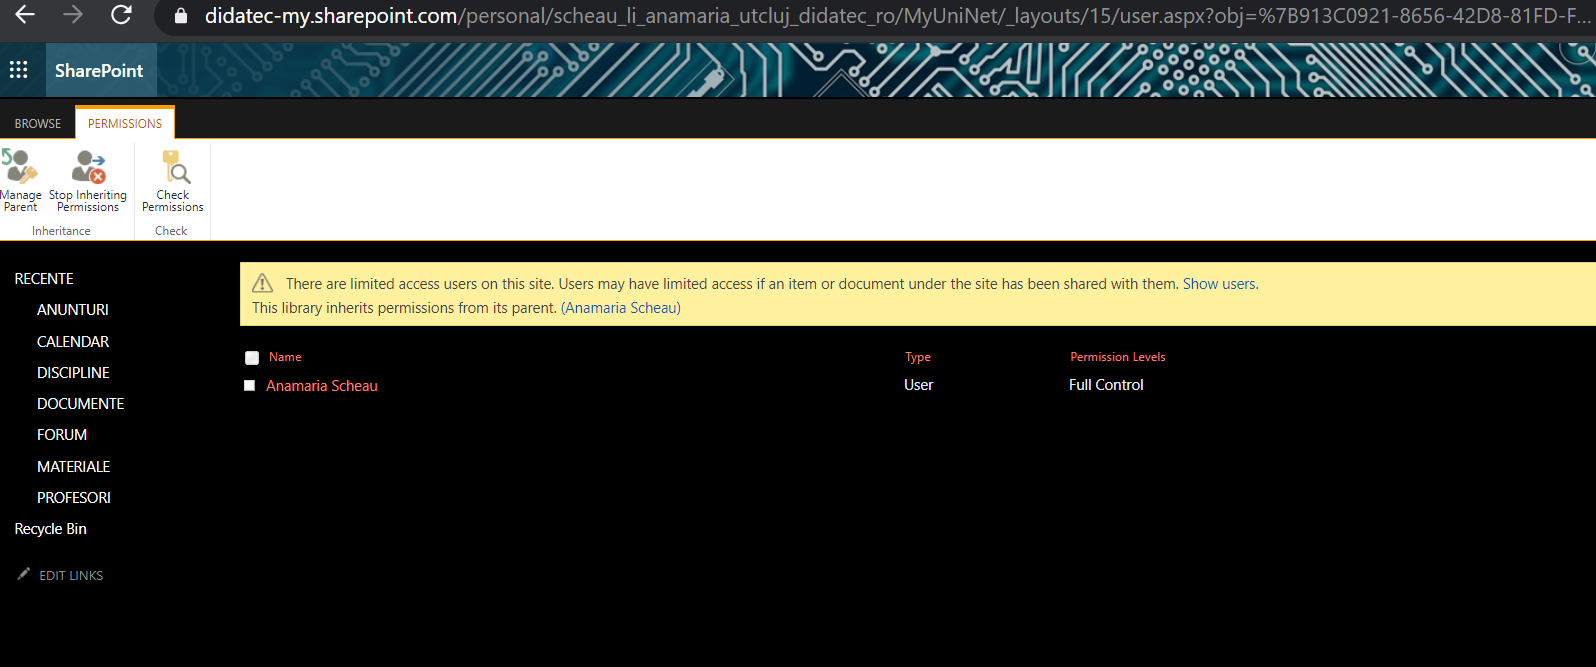 didatec-my.sharepoint.com/personal/scheau_li_anamaria_utcluj_didatec_ro/MyUniNet/_layouts/15/user.aspx?obj=%7B913C0921-8656-42D8-81FD-F...
SharePoint
BROWSE PERMISSIONS
Manage Parent
Stop Inheriting Permissions
Check Permissions
Inheritance
Check
RECENTE
ANUNTURI
CALENDAR
DISCIPLINE
DOCUMENTE
FORUM
MATERIALE
PROFESORI
Recycle Bin
EDIT LINKS
There are limited access users on this site. Users may have limited access if an item or document under the site has been shared with them. Show users.
This library inherits permissions from its parent. (Anamaria Scheau)
Name Type Permission Levels
Anamaria Scheau User Full Control